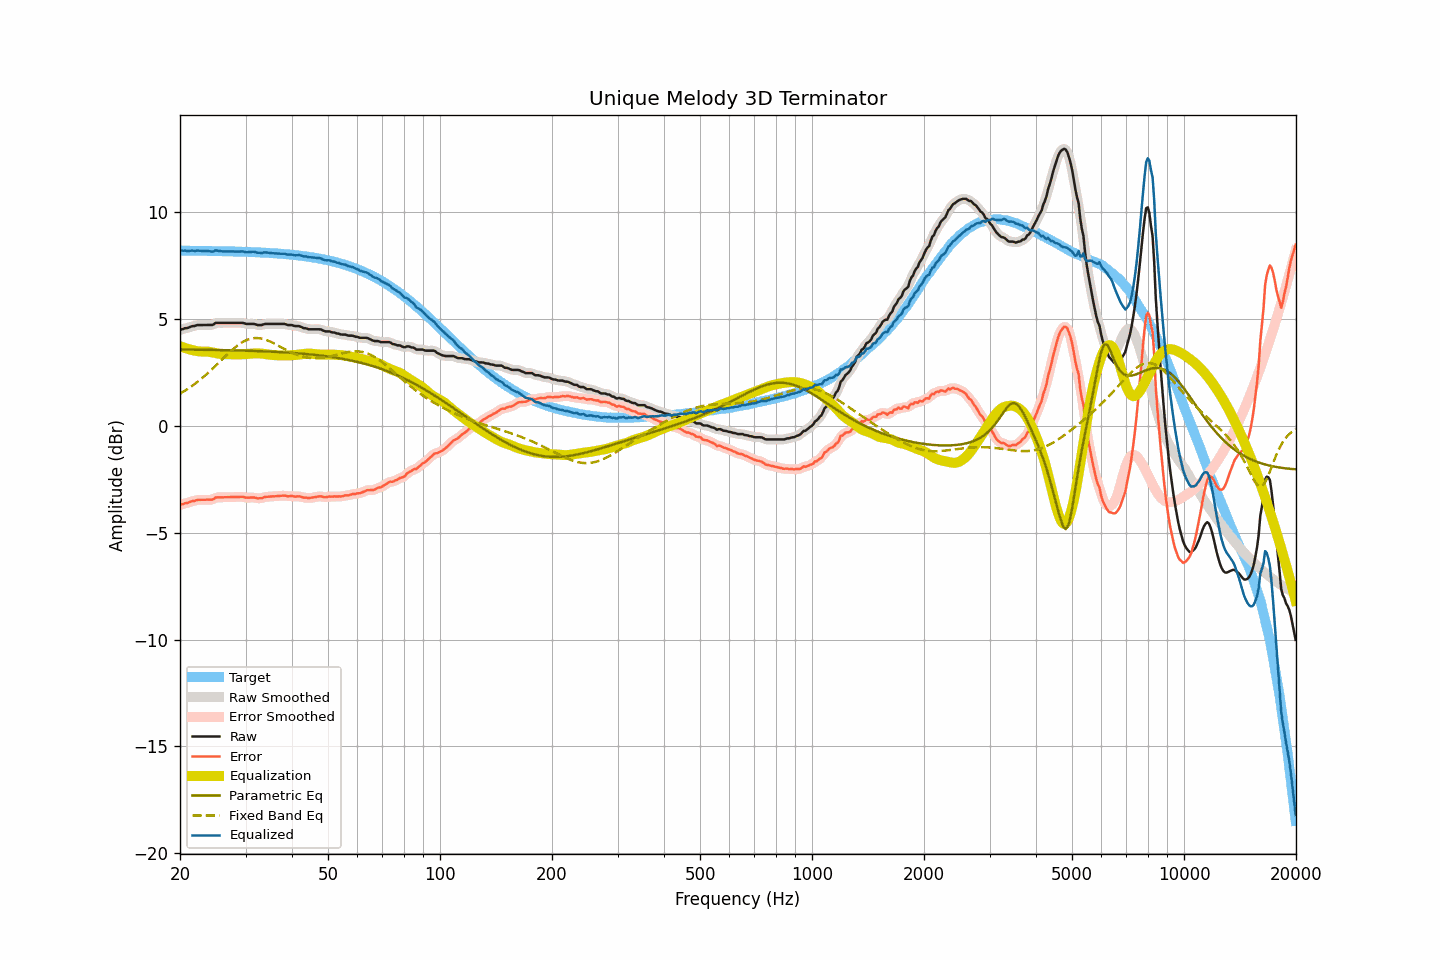 Unique Melody 3D Terminator
Amplitude (dBr)
10
5
0
−5
−10
−15
−20
Target
Raw Smoothed
Error Smoothed
Raw
Error
Equalization
Parametric Eq
Fixed Band Eq
Equalized
20 50 100 200 500 1000 2000 5000 10000 20000
Frequency (Hz)